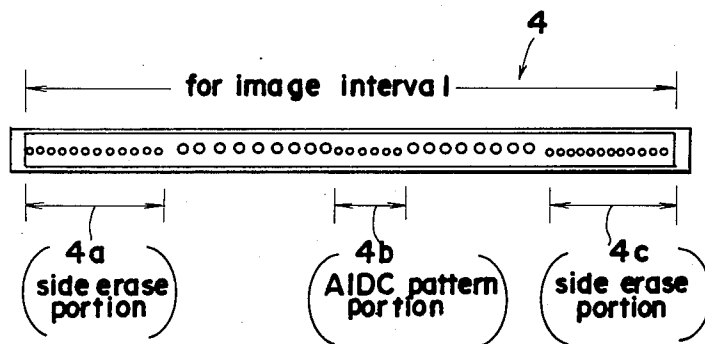 4
for image interval
4a
side erase
portion
4b
AIDC pattern
portion
4c
side erase
portion